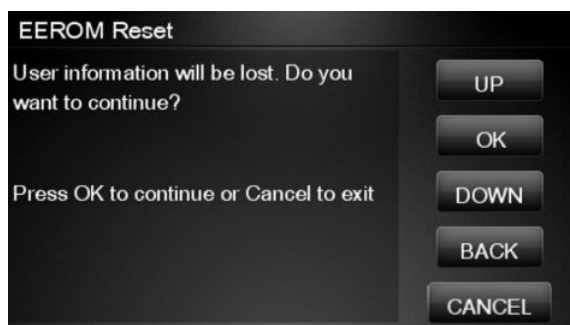 EEROM Reset
User information will be lost. Do you
want to continue?
Press OK to continue or Cancel to exit
UP
OK
DOWN
BACK
CANCEL